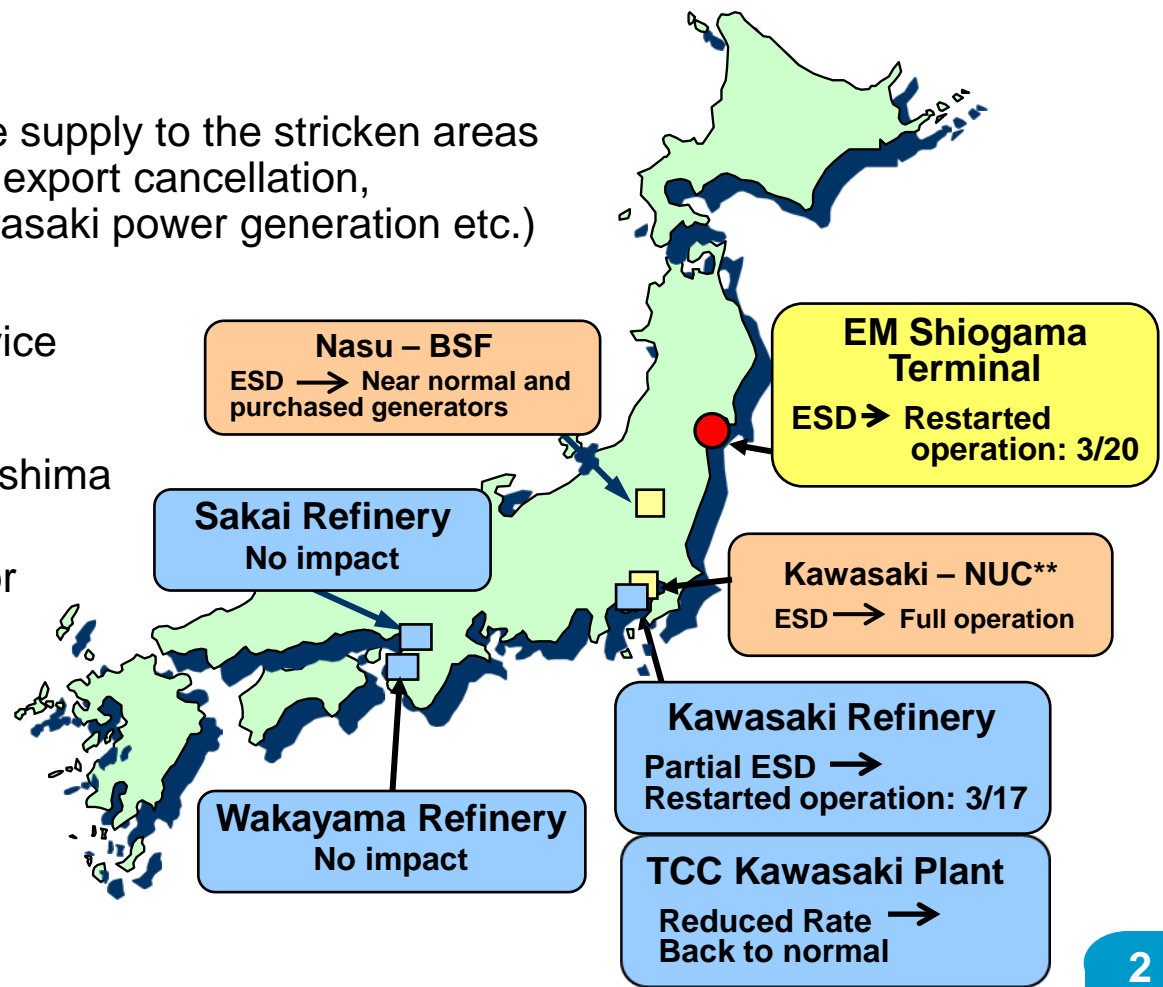 e supply to the stricken areas
export cancellation,
asaki power generation etc.)
vice
shima
or
Nasu – BSF
ESD → Near normal and
purchased generators
EM Shiogama
Terminal
ESD→ Restarted
operation: 3/20
Sakai Refinery
No impact
Kawasaki – NUC**
ESD → Full operation
Kawasaki Refinery
Partial ESD →
Restarted operation: 3/17
Wakayama Refinery
No impact
TCC Kawasaki Plant
Reduced Rate →
Back to normal
2